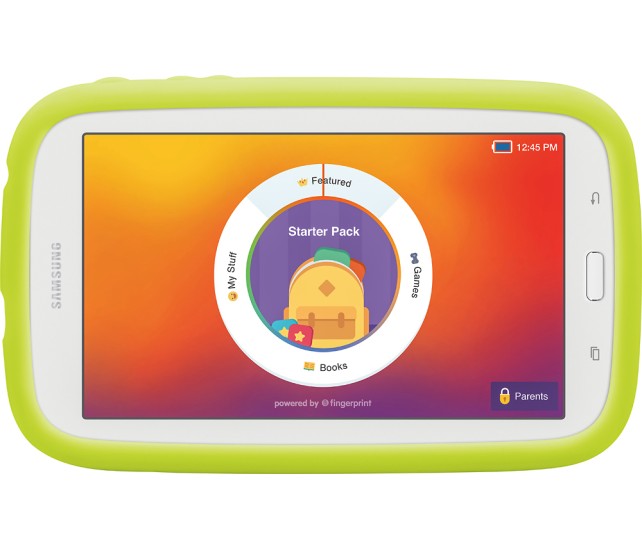 12:45 PM
Featured
Starter Pack
My Stuff
Games
Books
SAMSUNG
powered by fingerprint
Parents